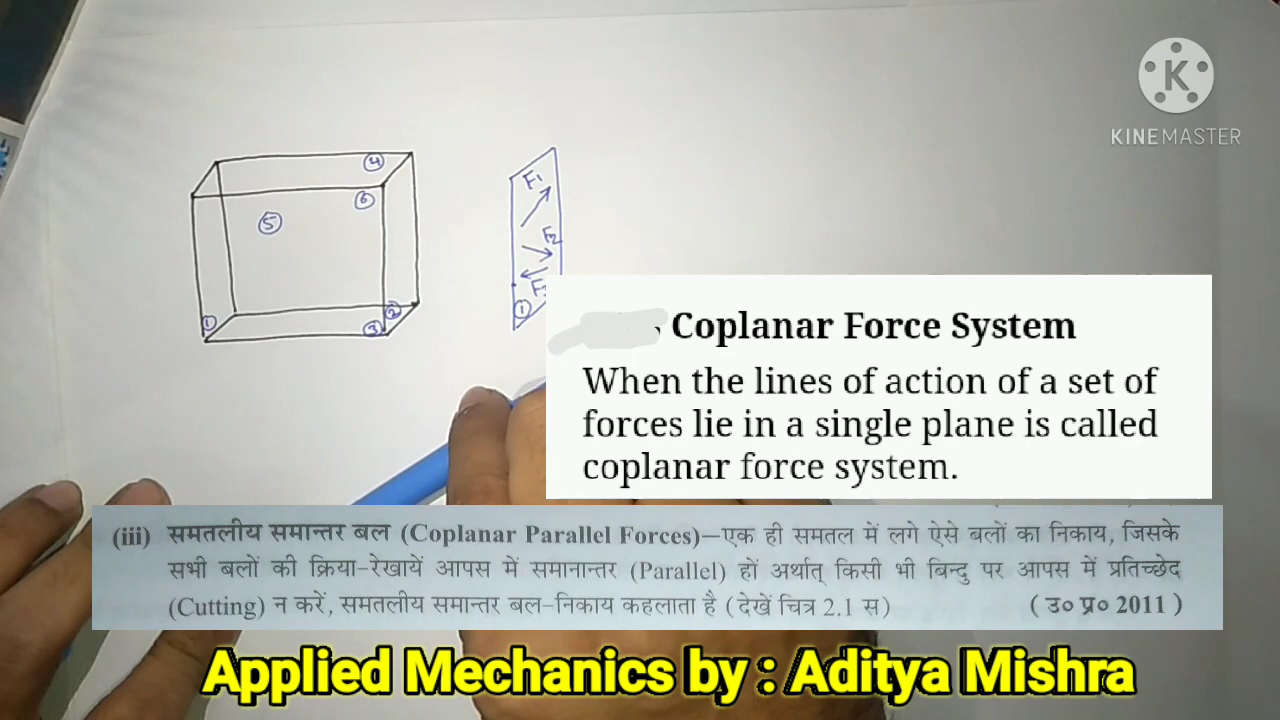 K
KINEMASTER
④
⑥
⑤
①
②
③
F1
F2
F3
①
Coplanar Force System
When the lines of action of a set of
forces lie in a single plane is called
coplanar force system.
(iii) समतलीय समान्तर बल (Coplanar Parallel Forces)—एक ही समतल में लगे ऐसे बलों का निकाय, जिसके
सभी बलों की क्रिया-रेखायें आपस में समानान्तर (Parallel) हों अर्थात् किसी भी बिन्दु पर आपस में प्रतिच्छेद
(Cutting) न करें, समतलीय समान्तर बल-निकाय कहलाता है (देखें चित्र 2.1 स) (उ० प्र० 2011)
Applied Mechanics by : Aditya Mishra